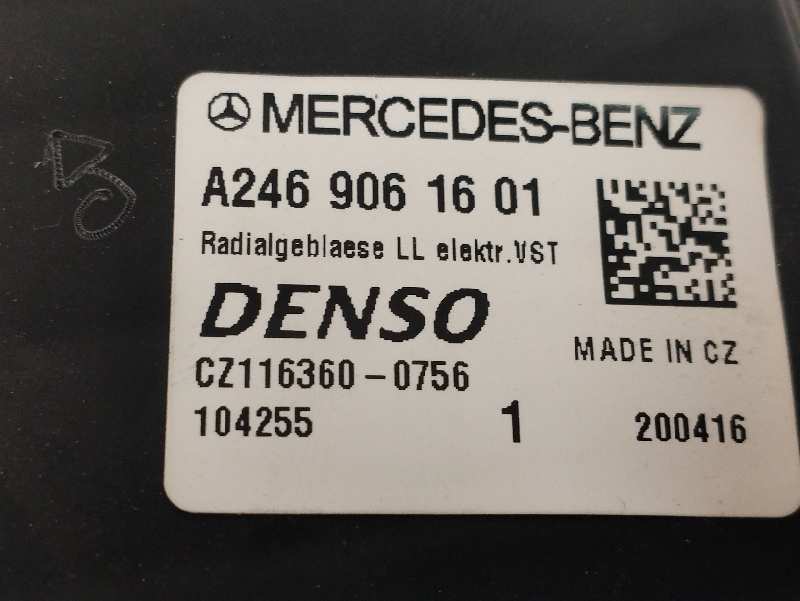 MERCEDES-BENZ
A246 906 16 01
Radialgeblaese LL elektr.VST
DENSO
MADE IN CZ
CZ116360-0756
104255 1 200416